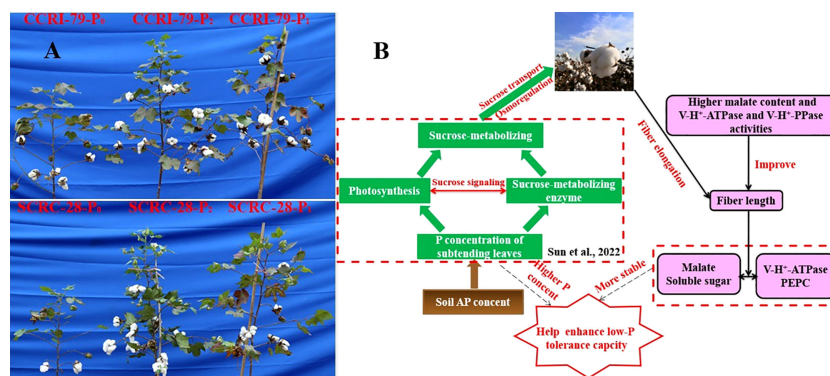 CCRI-79-P₀ CCRI-79-P₂ CCRI-79-P₂
A
SCRC-28-P₀ SCRC-28-P₁ SCRC-28-P₂
B
Sucrose transport
Osmoregulation
Sucrose-metabolizing
Photosynthesis
Sucrose signaling
Sucrose-metabolizing
enzyme
P concentration of
subtending leaves
Sun et al., 2022
Soil AP concent
Higher P
concent
More stable
Help enhance low-P
tolerance capcity
Fiber elongation
Higher malate content and
V-H⁺-ATPase and V-H⁺-PPase
activities
Improve
Fiber length
Malate
Soluble sugar
V-H⁺-ATPase
PEPC